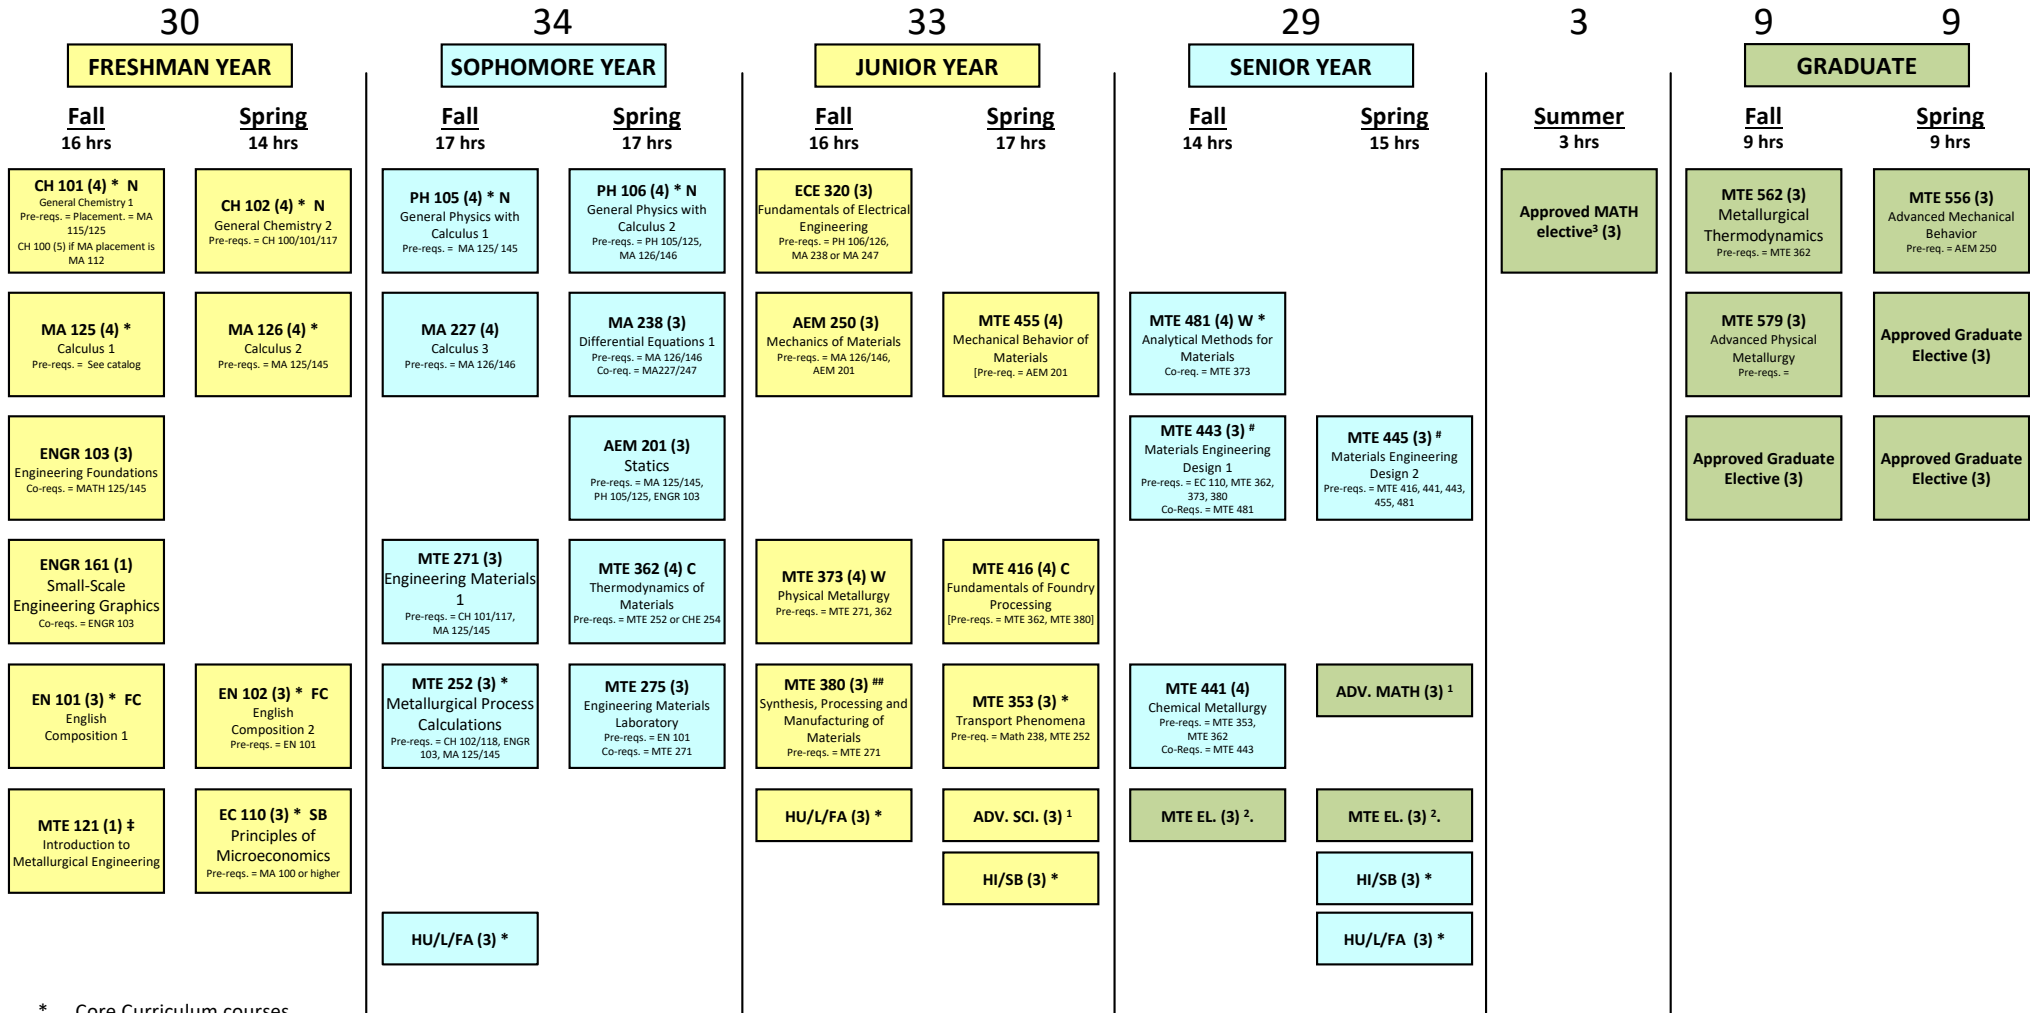 30
34
33
29
3
9
9
FRESHMAN YEAR
SOPHOMORE YEAR
JUNIOR YEAR
SENIOR YEAR
GRADUATE
Fall
16 hrs
Spring
14 hrs
Fall
17 hrs
Spring
17 hrs
Fall
16 hrs
Spring
17 hrs
Fall
14 hrs
Spring
15 hrs
Summer
3 hrs
Fall
9 hrs
Spring
9 hrs
CH 101 (4) * N
General Chemistry 1
Pre-reqs. = Placement. = MA
115/125
CH 100 (5) if MA placement is
MA 112
CH 102 (4) * N
General Chemistry 2
Pre-reqs. = CH 100/101/117
PH 105 (4) * N
General Physics with
Calculus 1
Pre-reqs. = MA 125/ 145
PH 106 (4) * N
General Physics with
Calculus 2
Pre-reqs. = PH 105/125,
MA 126/146
ECE 320 (3)
Fundamentals of Electrical
Engineering
Pre-reqs. = PH 106/126,
MA 238 or MA 247
Approved MATH
elective³ (3)
MTE 562 (3)
Metallurgical
Thermodynamics
Pre-reqs. = MTE 362
MTE 556 (3)
Advanced Mechanical
Behavior
Pre-req. = AEM 250
MA 125 (4) *
Calculus 1
Pre-reqs. = See catalog
MA 126 (4) *
Calculus 2
Pre-reqs. = MA 125/145
MA 227 (4)
Calculus 3
Pre-reqs. = MA 126/146
MA 238 (3)
Differential Equations 1
Pre-reqs. = MA 126/146
Co-req. = MA227/247
AEM 250 (3)
Mechanics of Materials
Pre-reqs. = MA 126/146,
AEM 201
MTE 455 (4)
Mechanical Behavior of
Materials
[Pre-req. = AEM 201
MTE 481 (4) W *
Analytical Methods for
Materials
Co-req. = MTE 373
MTE 579 (3)
Advanced Physical
Metallurgy
Pre-reqs. =
Approved Graduate
Elective (3)
ENGR 103 (3)
Engineering Foundations
Co-reqs. = MATH 125/145
AEM 201 (3)
Statics
Pre-reqs. = MA 125/145,
PH 105/125, ENGR 103
MTE 443 (3) #
Materials Engineering
Design 1
Pre-reqs. = EC 110, MTE 362,
373, 380
Co-Reqs. = MTE 481
MTE 445 (3) #
Materials Engineering
Design 2
Pre-reqs. = MTE 416, 441, 443,
455, 481
Approved Graduate
Elective (3)
Approved Graduate
Elective (3)
ENGR 161 (1)
Small-Scale
Engineering Graphics
Co-reqs. = ENGR 103
MTE 271 (3)
Engineering Materials
1
Pre-reqs. = CH 101/117,
MA 125/145
MTE 362 (4) C
Thermodynamics of
Materials
Pre-reqs. = MTE 252 or CHE 254
MTE 373 (4) W
Physical Metallurgy
Pre-reqs. = MTE 271, 362
MTE 416 (4) C
Fundamentals of Foundry
Processing
[Pre-reqs. = MTE 362, MTE 380]
EN 101 (3) * FC
English
Composition 1
EN 102 (3) * FC
English
Composition 2
Pre-reqs. = EN 101
MTE 252 (3) *
Metallurgical Process
Calculations
Pre-reqs. = CH 102/118, ENGR
103, MA 125/145
MTE 275 (3)
Engineering Materials
Laboratory
Pre-reqs. = EN 101
Co-reqs. = MTE 271
MTE 380 (3) ##
Synthesis, Processing and
Manufacturing of
Materials
Pre-reqs. = MTE 271
MTE 353 (3) *
Transport Phenomena
Pre-req. = Math 238, MTE 252
MTE 441 (4)
Chemical Metallurgy
Pre-reqs. = MTE 353,
MTE 362
Co-Reqs. = MTE 443
ADV. MATH (3) ¹
MTE 121 (1) ‡
Introduction to
Metallurgical Engineering
EC 110 (3) * SB
Principles of
Microeconomics
Pre-reqs. = MA 100 or higher
HU/L/FA (3) *
ADV. SCI. (3) ¹
MTE EL. (3) ².
MTE EL. (3) ².
HI/SB (3) *
HI/SB (3) *
HU/L/FA (3) *
HU/L/FA (3) *
* Core Curriculum courses